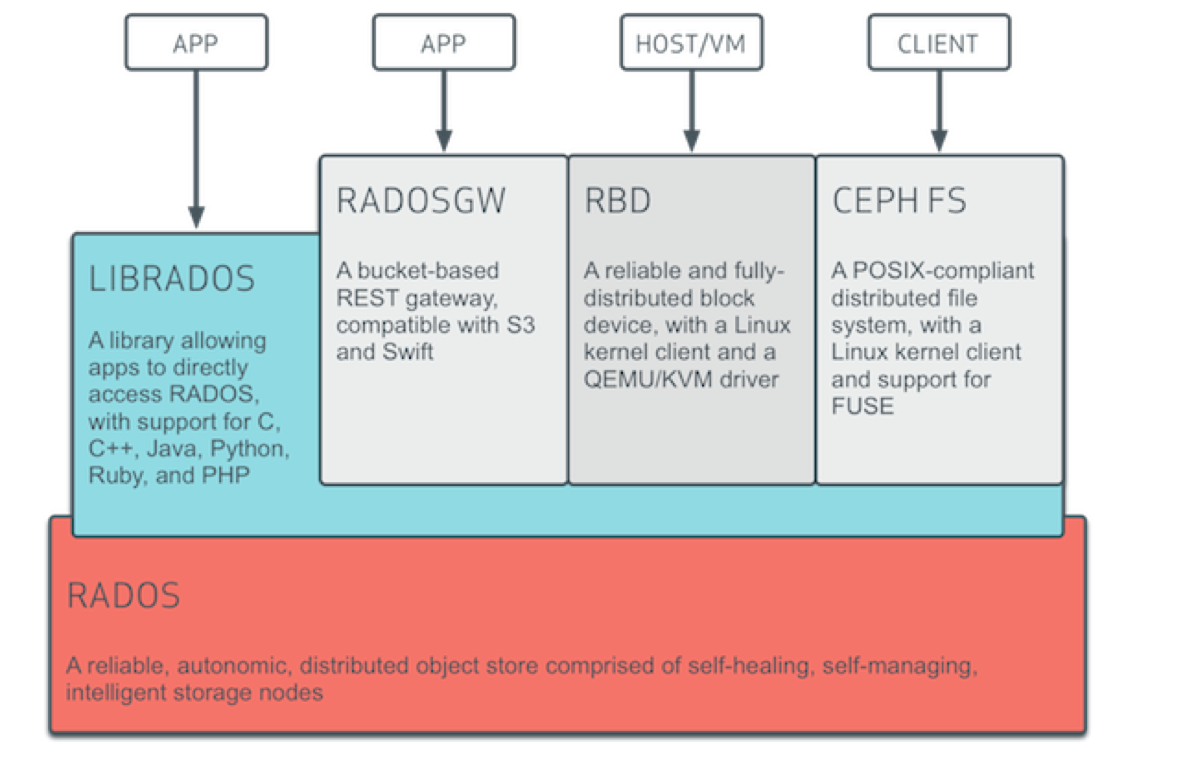 APP
APP
HOST/VM
CLIENT
RADOSGW
A bucket-based
REST gateway,
compatible with S3
and Swift
RBD
A reliable and fully-
distributed block
device, with a Linux
kernel client and a
QEMU/KVM driver
CEPH FS
A POSIX-compliant
distributed file
system, with a
Linux kernel client
and support for
FUSE
LIBRADOS
A library allowing
apps to directly
access RADOS,
with support for C,
C++, Java, Python,
Ruby, and PHP
RADOS
A reliable, autonomic, distributed object store comprised of self-healing, self-managing,
intelligent storage nodes